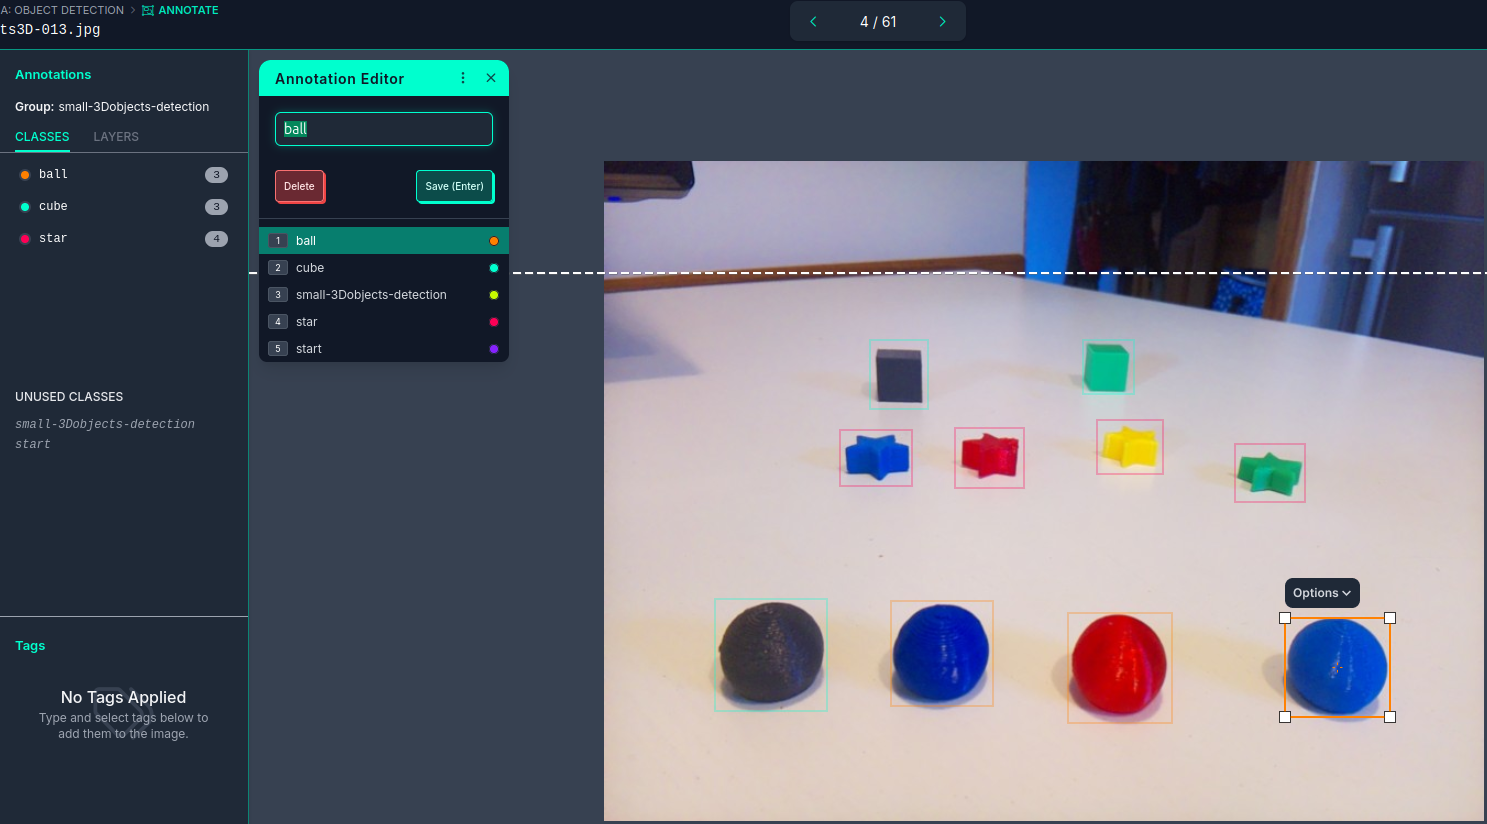 A: OBJECT DETECTION > ANNOTATE
ts3D-013.jpg
< 4 / 61 >
Annotations
Group: small-3Dobjects-detection
CLASSES LAYERS
ball 3
cube 3
star 4
UNUSED CLASSES
small-3Dobjects-detection
start
Tags
No Tags Applied
Type and select tags below to
add them to the image.
Annotation Editor
ball
Delete Save (Enter)
1 ball
2 cube
3 small-3Dobjects-detection
4 star
5 start
Options